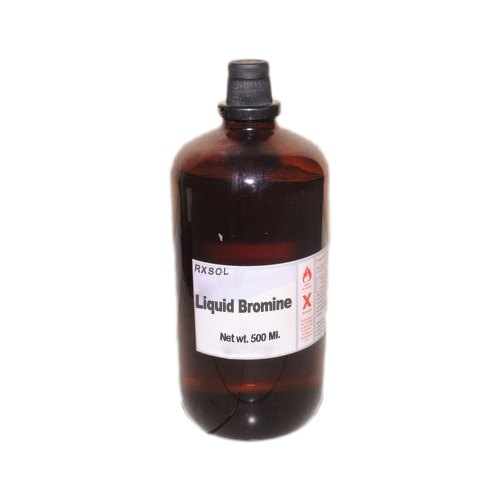 RXSOL
Liquid Bromine
Net wt. 500 Ml.
X